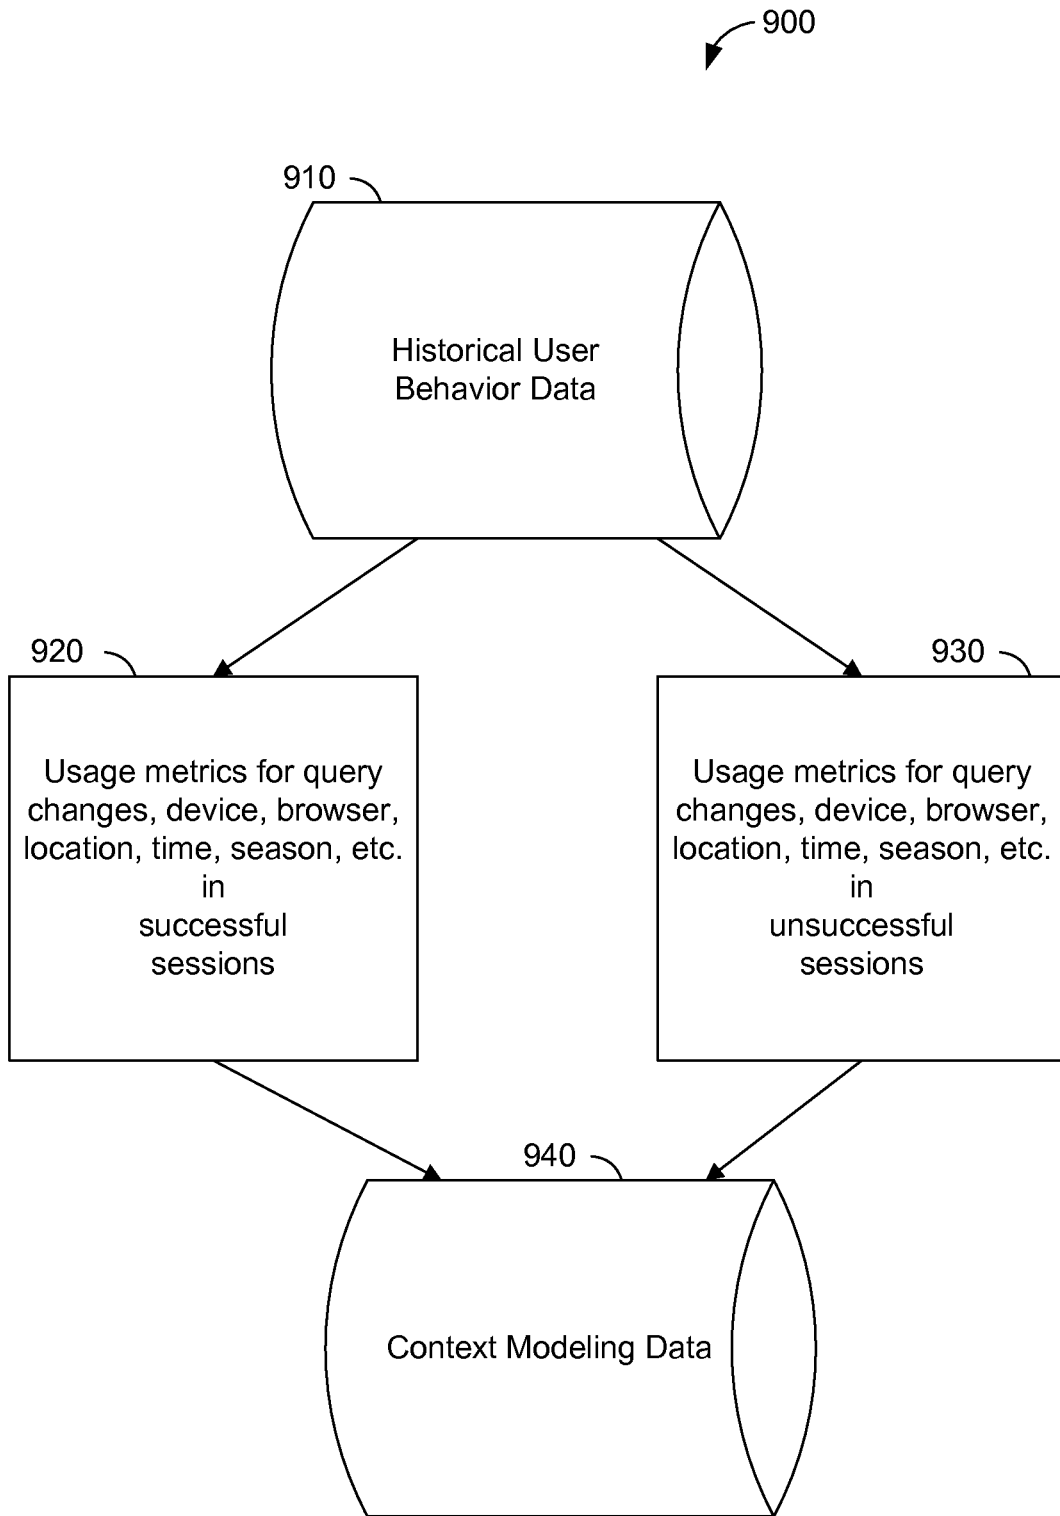 900
910
Historical User
Behavior Data
920
930
Usage metrics for query
changes, device, browser,
location, time, season, etc.
in
successful
sessions
Usage metrics for query
changes, device, browser,
location, time, season, etc.
in
unsuccessful
sessions
940
Context Modeling Data